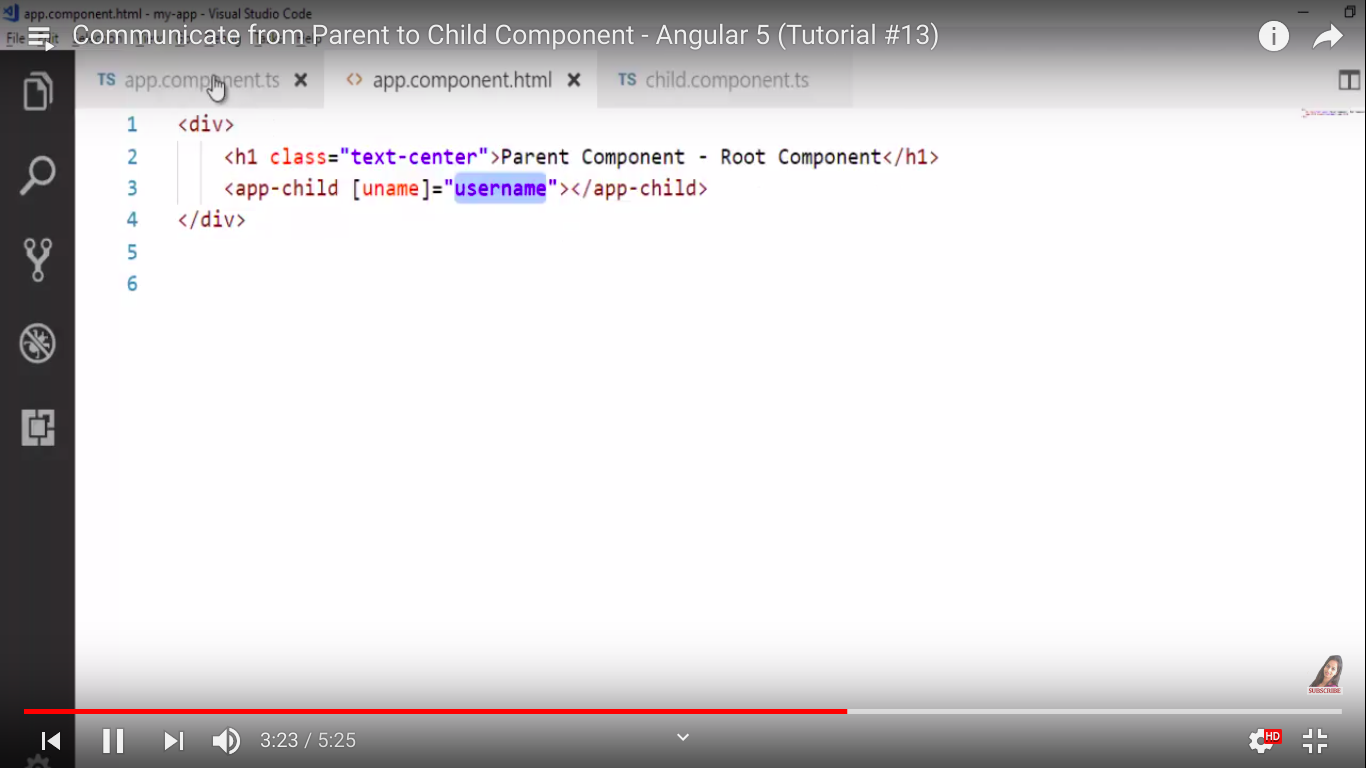 app.component.html - my-app - Visual Studio Code
File
Communicate from Parent to Child Component - Angular 5 (Tutorial #13)
i
TS app.component.ts <> app.component.html TS child.component.ts
1 <div>
2 <h1 class="text-center">Parent Component - Root Component</h1>
3 <app-child [uname]="username"></app-child>
4 </div>
5
6
SUBSCRIBE
3:23 / 5:25
HD